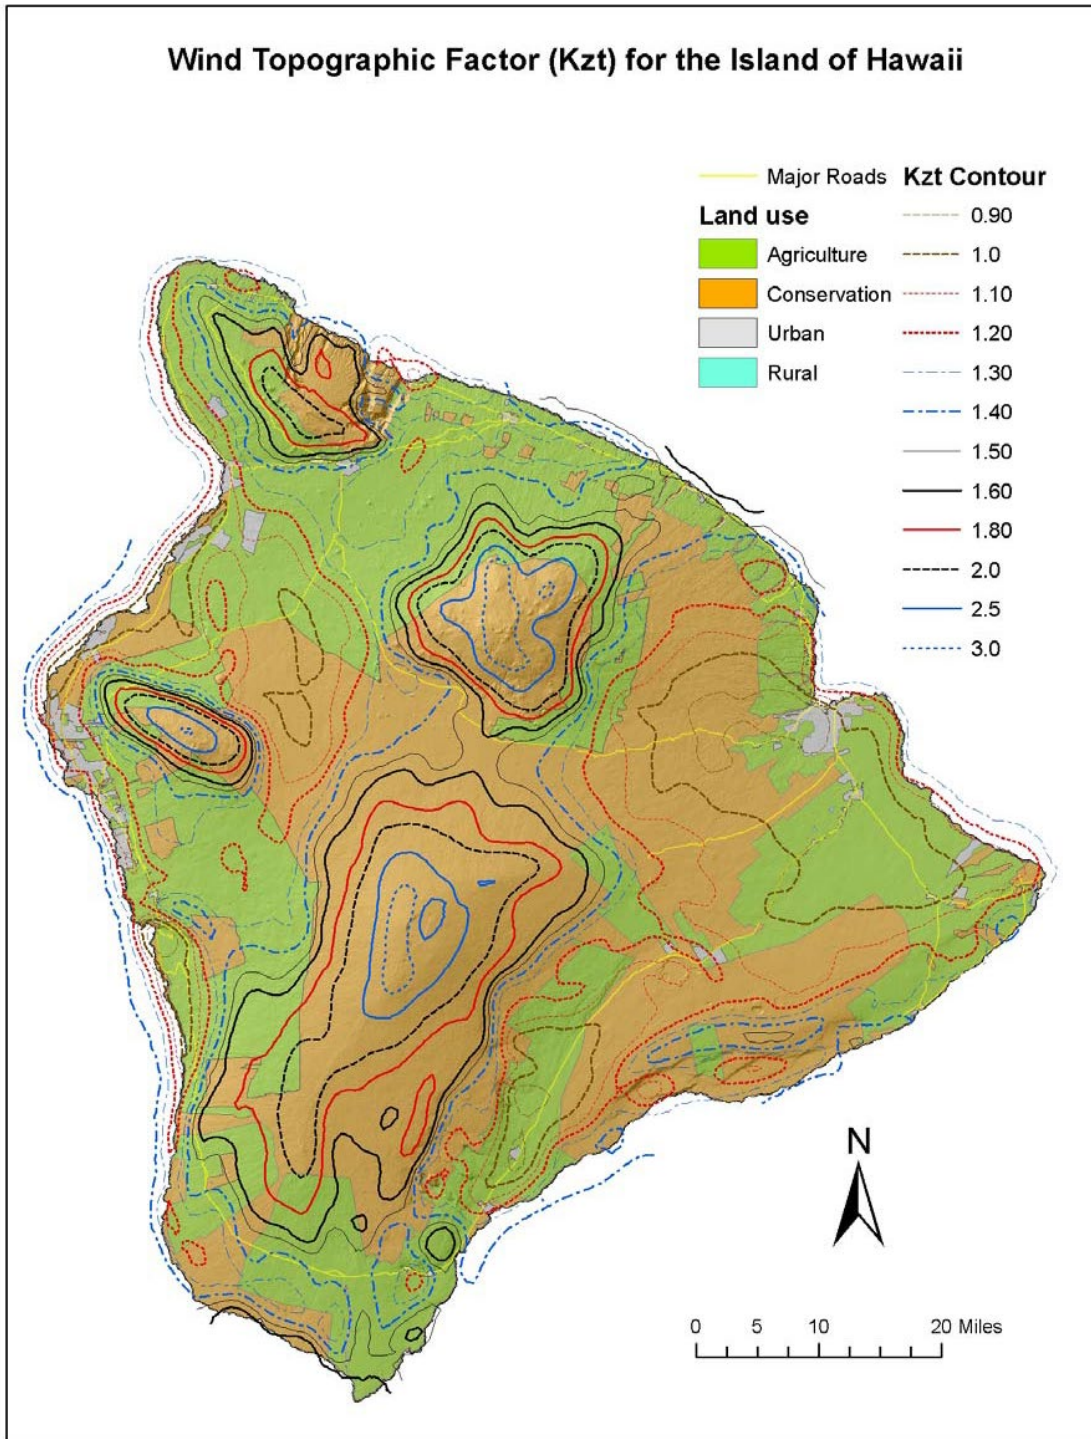 Wind Topographic Factor (Kzt) for the Island of Hawaii
Major Roads
Land use
Agriculture
Conservation
Urban
Rural
Kzt Contour
0.90
1.0
1.10
1.20
1.30
1.40
1.50
1.60
1.80
2.0
2.5
3.0
N
0 5 10 20 Miles